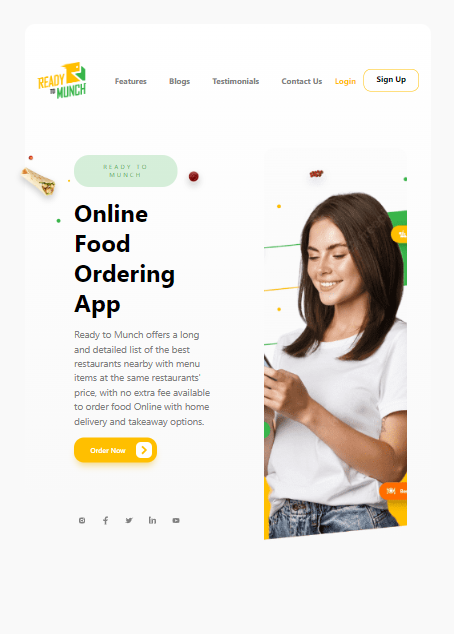 READY
TO MUNCH
Features Blogs Testimonials Contact Us Login Sign Up
READY TO
MUNCH
Online
Food
Ordering
App
Ready to Munch offers a long
and detailed list of the best
restaurants nearby with menu
items at the same restaurants'
price, with no extra fee available
to order food Online with home
delivery and takeaway options.
Order Now